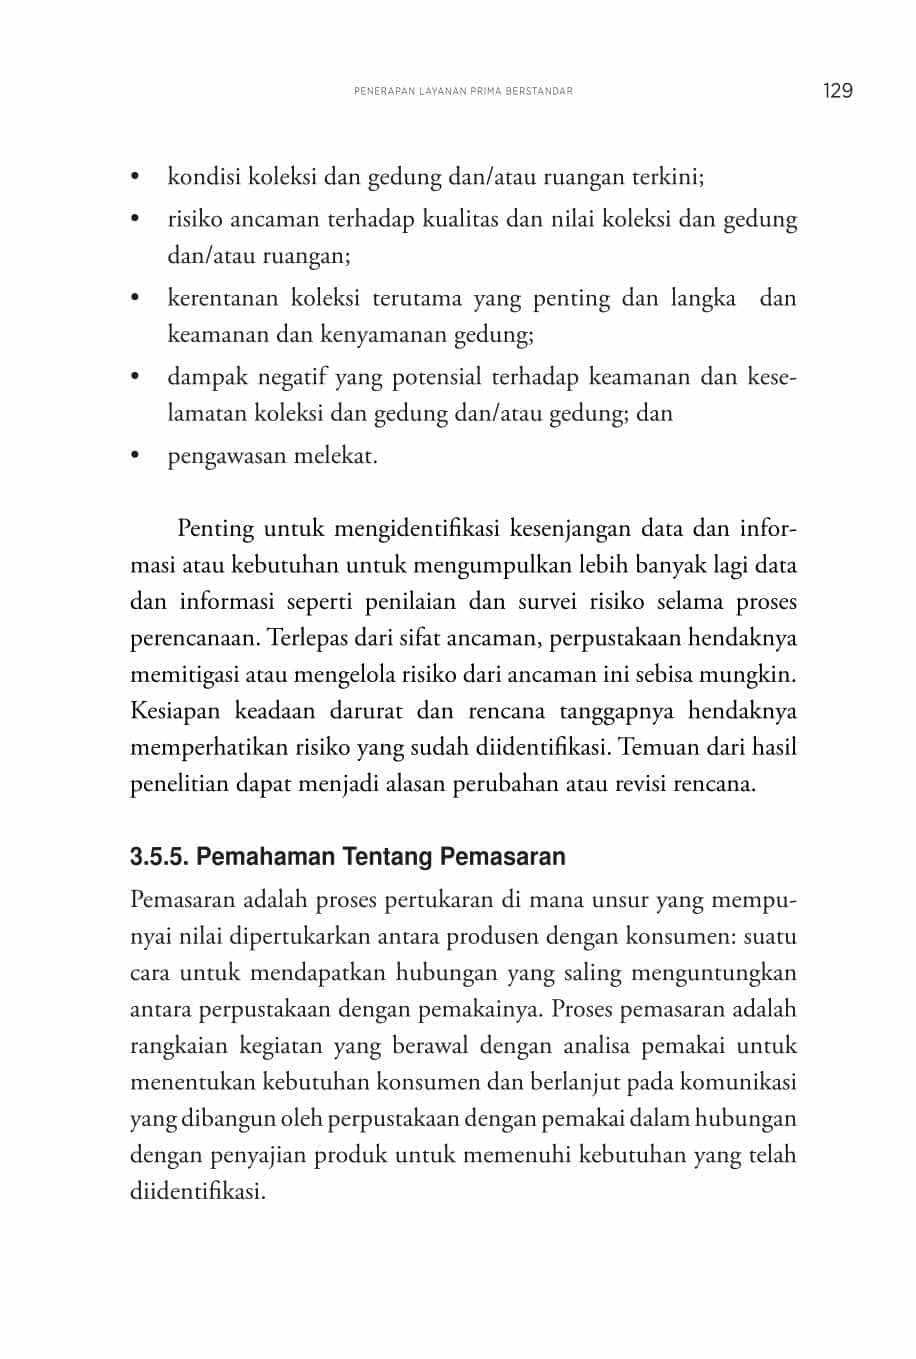 PENERAPAN LAYANAN PRIMA BERSTANDAR 129
• kondisi koleksi dan gedung dan/atau ruangan terkini;
• risiko ancaman terhadap kualitas dan nilai koleksi dan gedung
dan/atau ruangan;
• kerentanan koleksi terutama yang penting dan langka dan
keamanan dan kenyamanan gedung;
• dampak negatif yang potensial terhadap keamanan dan kese-
lamatan koleksi dan gedung dan/atau gedung; dan
• pengawasan melekat.
Penting untuk mengidentifikasi kesenjangan data dan infor-
masi atau kebutuhan untuk mengumpulkan lebih banyak lagi data
dan informasi seperti penilaian dan survei risiko selama proses
perencanaan. Terlepas dari sifat ancaman, perpustakaan hendaknya
memitigasi atau mengelola risiko dari ancaman ini sebisa mungkin.
Kesiapan keadaan darurat dan rencana tanggapnya hendaknya
memperhatikan risiko yang sudah diidentifikasi. Temuan dari hasil
penelitian dapat menjadi alasan perubahan atau revisi rencana.
3.5.5. Pemahaman Tentang Pemasaran
Pemasaran adalah proses pertukaran di mana unsur yang mempu-
nyai nilai dipertukarkan antara produsen dengan konsumen: suatu
cara untuk mendapatkan hubungan yang saling menguntungkan
antara perpustakaan dengan pemakainya. Proses pemasaran adalah
rangkaian kegiatan yang berawal dengan analisa pemakai untuk
menentukan kebutuhan konsumen dan berlanjut pada komunikasi
yang dibangun oleh perpustakaan dengan pemakai dalam hubungan
dengan penyajian produk untuk memenuhi kebutuhan yang telah
diidentifikasi.